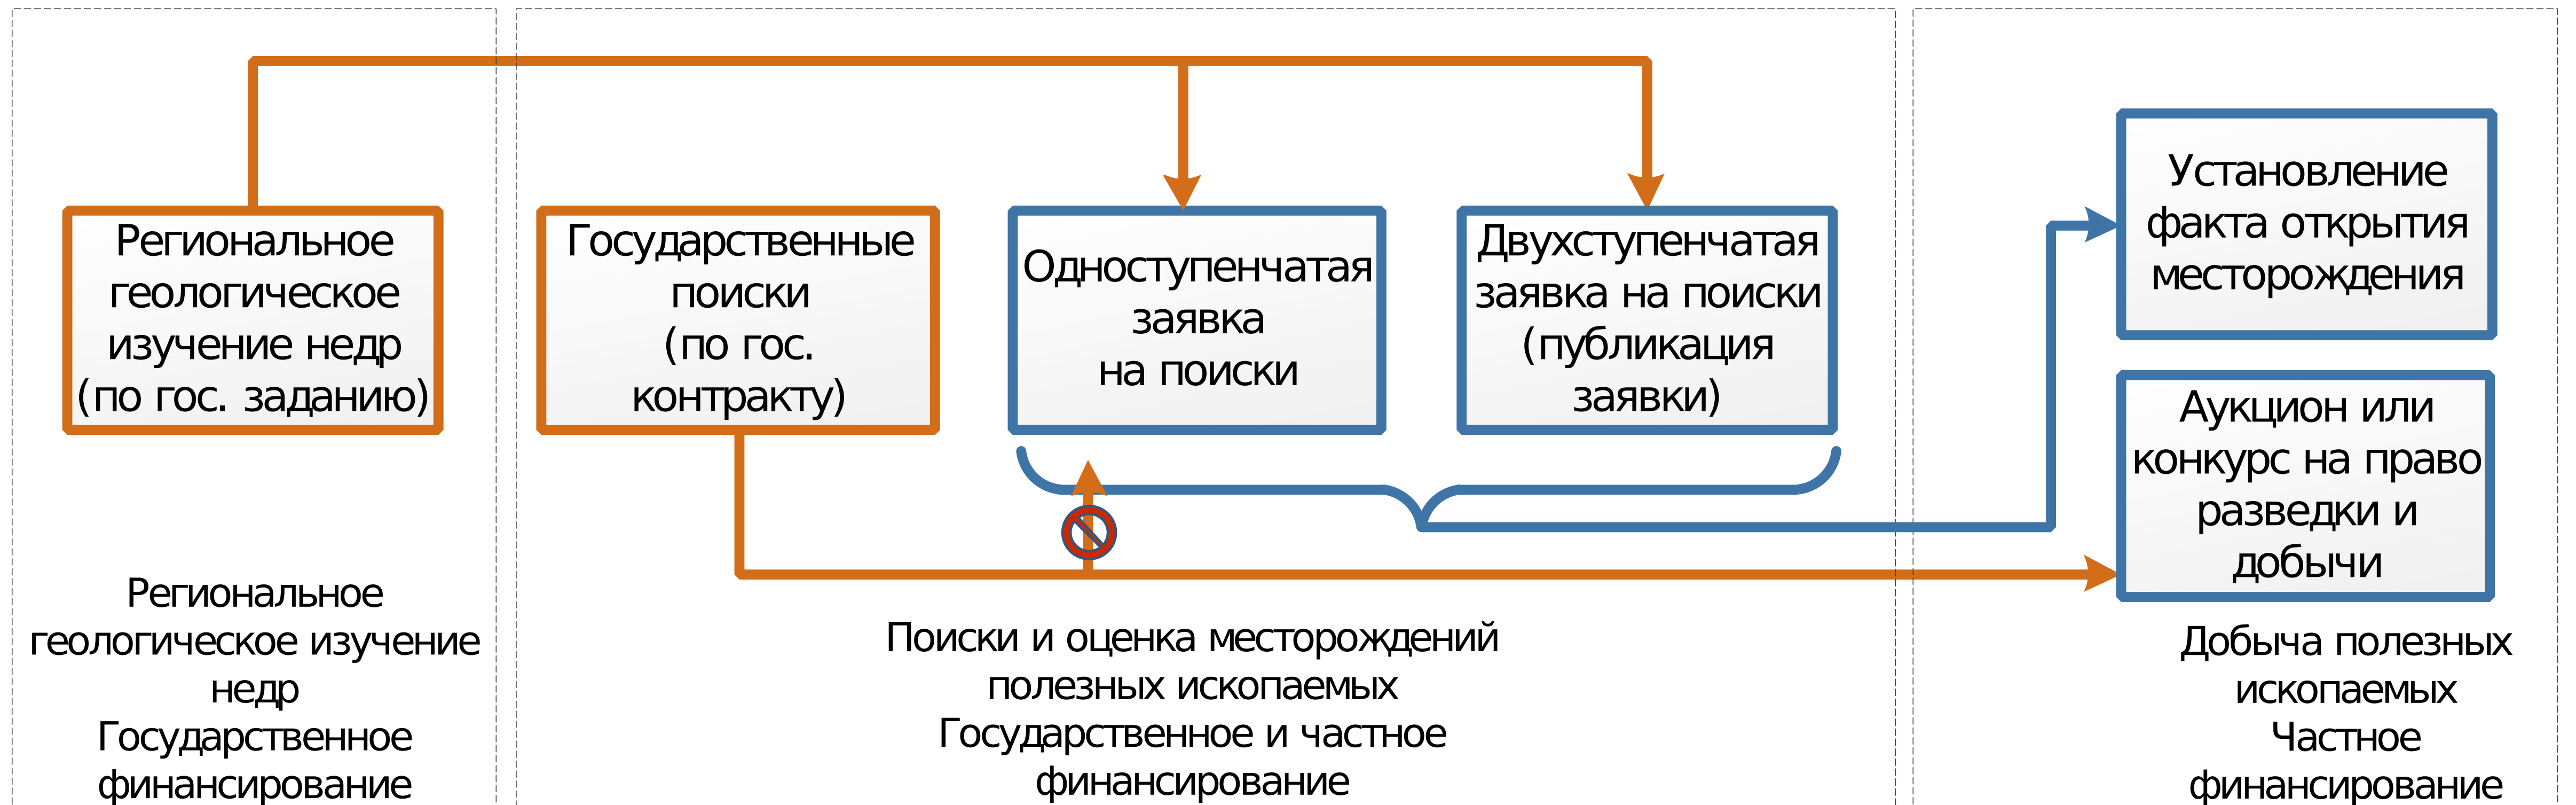 Региональное
геологическое
изучение недр
(по гос. заданию)
Государственные
поиски
(по гос.
контракту)
Одноступенчатая
заявка
на поиски
Двухступенчатая
заявка на поиски
(публикация
заявки)
Установление
факта открытия
месторождения
Аукцион или
конкурс на право
разведки и
добычи
Региональное
геологическое изучение
недр
Государственное
финансирование
Поиски и оценка месторождений
полезных ископаемых
Государственное и частное
финансирование
Добыча полезных
ископаемых
Частное
финансирование